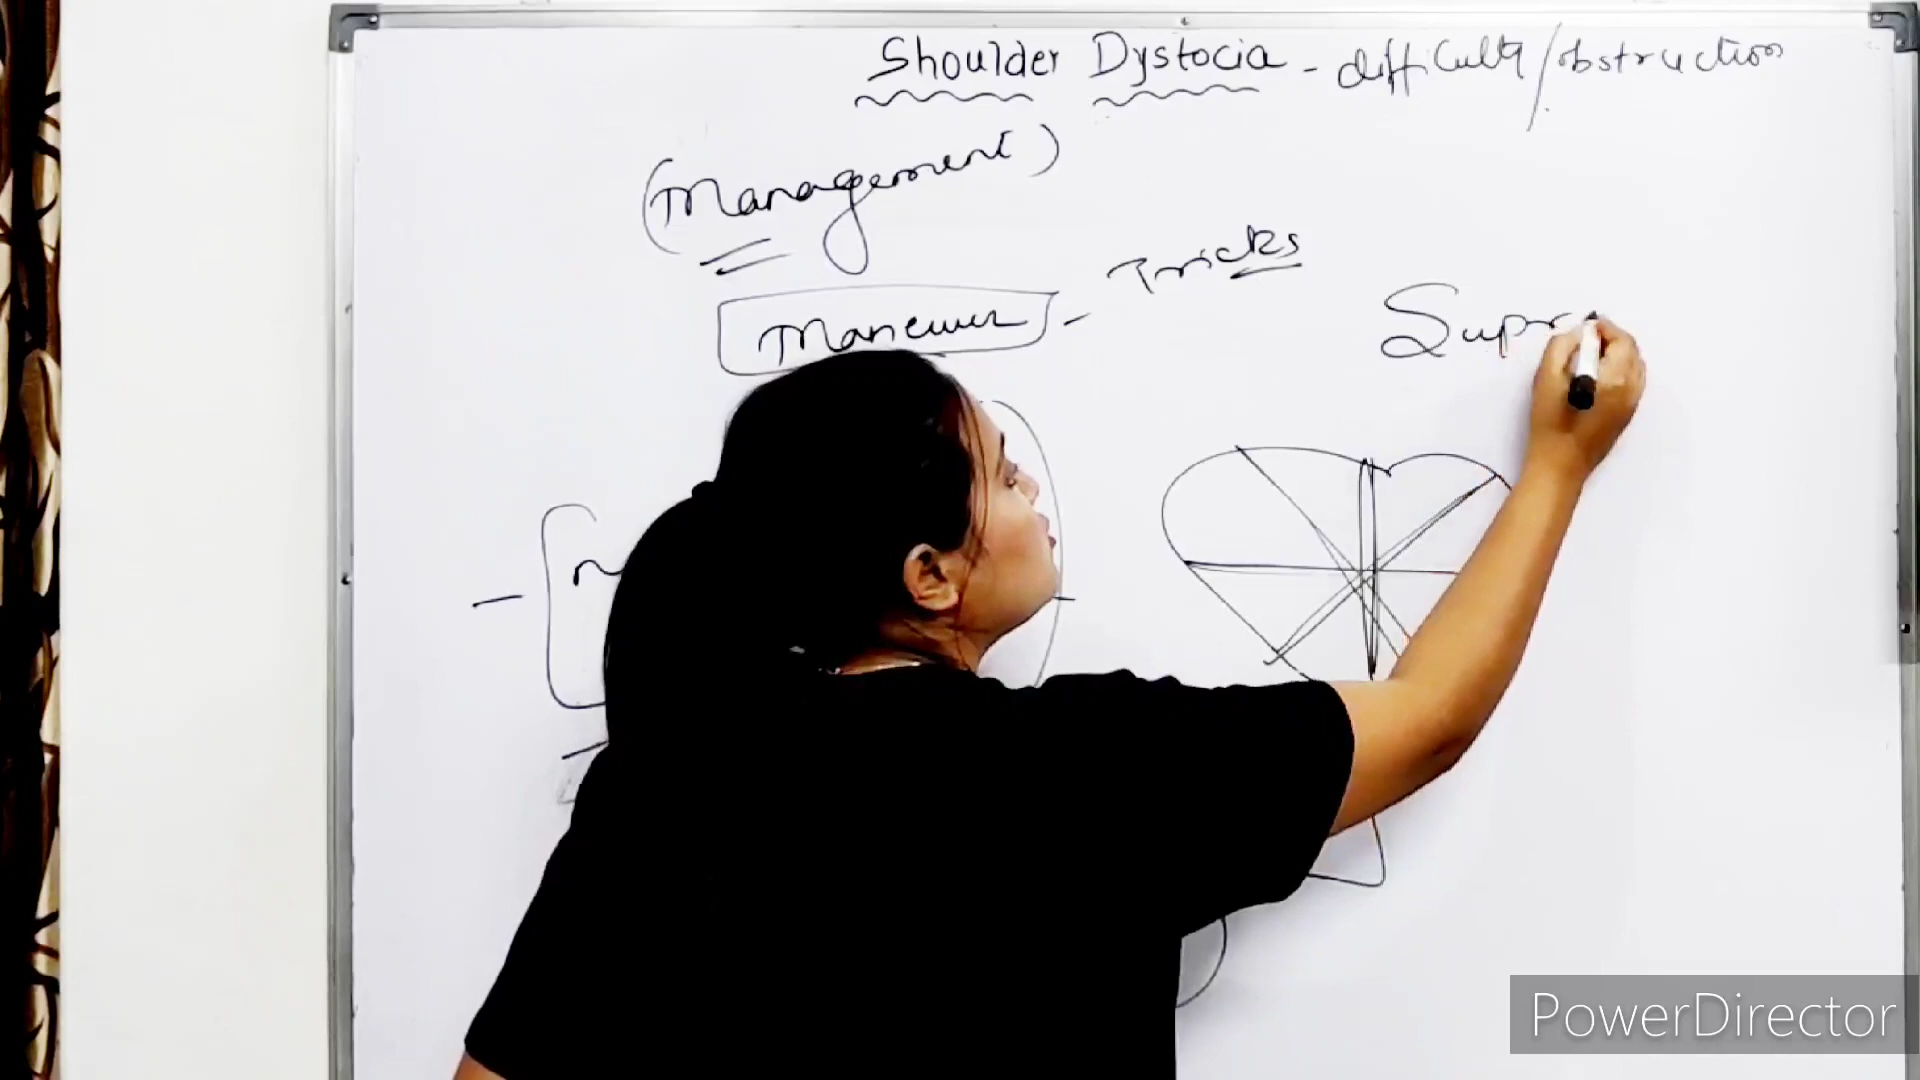 Shoulder Dystocia - difficulty/obstruction
(Management)
Maneuver - Tricks
Supr
PowerDirector